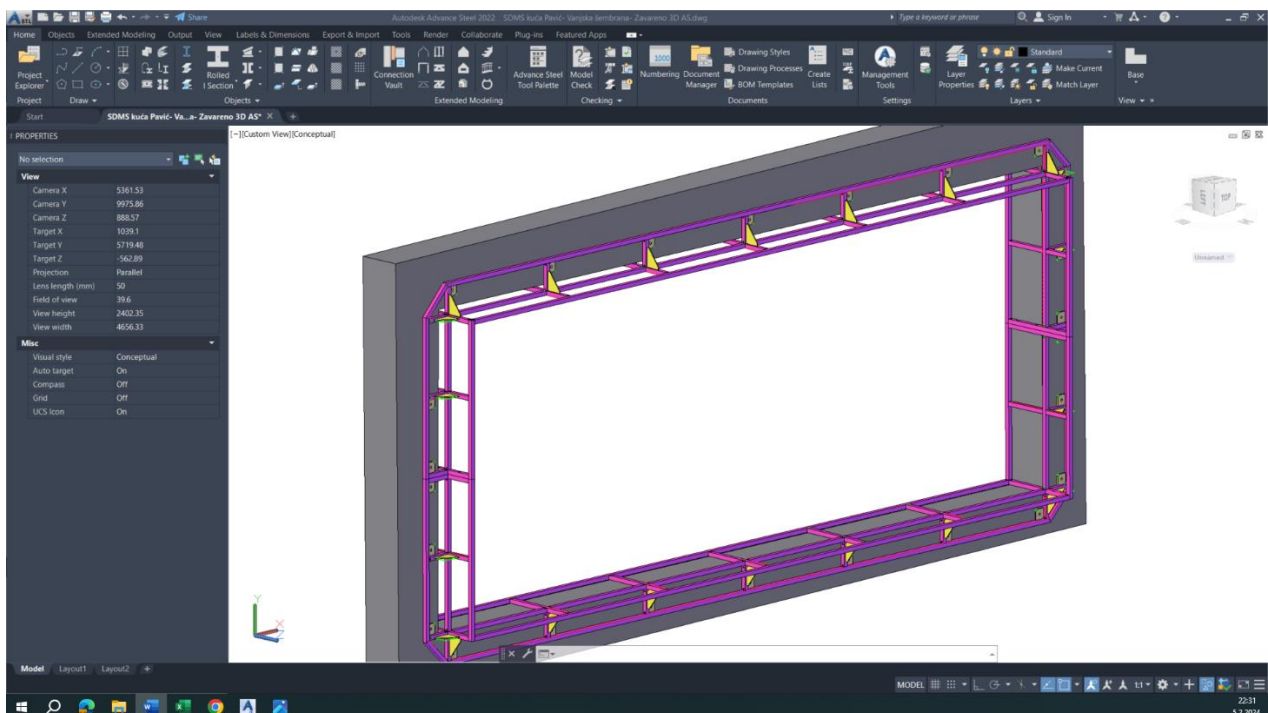 Share
Autodesk Advance Steel 2022 SDMS kuća Pavić- Vanjska šembrana- Zavareno 3D AS.dwg
Type a keyword or phrase
Sign In
Home Objects Extended Modeling Output View Labels & Dimensions Export & Import Tools Render Collaborate Plug-ins Featured Apps
Project Explorer
Rolled I Section
Connection Vault
Advance Steel Tool Palette
Model Check
1000
Numbering
Document Manager
Drawing Styles
Drawing Processes
BOM Templates
Create Lists
Management Tools
Layer Properties
Standard
Make Current
Match Layer
Base
Project Draw Objects Extended Modeling Checking Documents Settings Layers View
Start SDMS kuća Pavić- Va...a- Zavareno 3D AS*
PROPERTIES
[−][Custom View][Conceptual]
No selection
View
Camera X 5361.53
Camera Y 9975.86
Camera Z 888.57
Target X 1039.1
Target Y 5719.48
Target Z -562.89
Projection Parallel
Lens length (mm) 50
Field of view 39.6
View height 2402.35
View width 4656.33
Misc
Visual style Conceptual
Auto target On
Compass Off
Grid Off
UCS Icon On
LEFT
TOP
Unnamed
Y
X
Z
Model Layout1 Layout2 +
MODEL
1:1
22:31
5.2.2024.